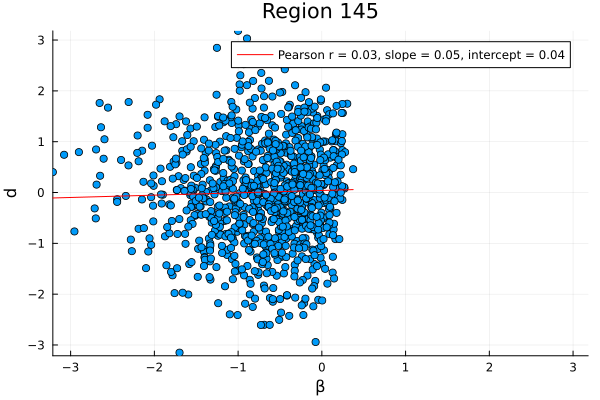 Region 145
Pearson r = 0.03, slope = 0.05, intercept = 0.04
3
2
1
0
−1
−2
−3
d
−3 −2 −1 0 1 2 3
β